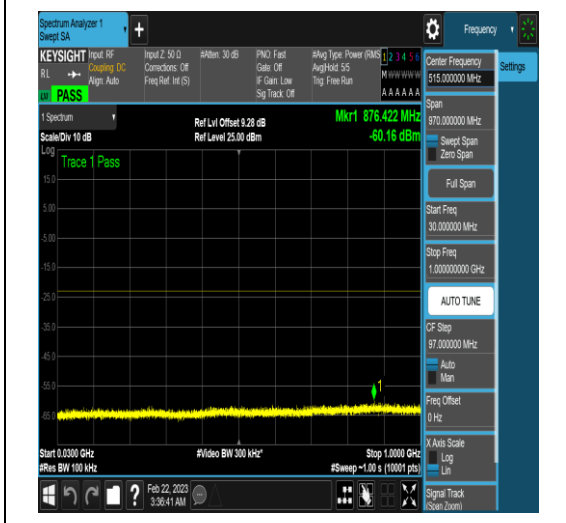 Spectrum Analyzer 1
Swept SA
+
Frequency
KEYSIGHT
RL
PASS
Input: RF
Coupling: DC
Align: Auto
Input Z: 50 Ω
Corrections: Off
Freq Ref: Int (S)
#Atten: 30 dB
PNO: Fast
Gate: Off
IF Gain: Low
Sig Track: Off
#Avg Type: Power (RMS
Avg|Hold: 5/5
Trig: Free Run
1 2 3 4 5 6
M W W W W W
A A A A A A
Center Frequency
515.000000 MHz
Settings
Span
970.000000 MHz
Swept Span
Zero Span
Full Span
Start Freq
30.000000 MHz
Stop Freq
1.000000000 GHz
AUTO TUNE
CF Step
97.000000 MHz
Auto
Man
Freq Offset
0 Hz
X Axis Scale
Log
Lin
Signal Track
(Span Zoom)
1 Spectrum
Scale/Div 10 dB
Ref Lvl Offset 9.28 dB
Ref Level 25.00 dBm
Mkr1 876.422 MHz
-60.16 dBm
Log
Trace 1 Pass
15.0
5.00
-5.00
-15.0
-25.0
-35.0
-45.0
-55.0
-65.0
1
Start 0.0300 GHz
#Res BW 100 kHz
#Video BW 300 kHz*
Stop 1.0000 GHz
#Sweep ~1.00 s (10001 pts)
?
Feb 22, 2023
3:36:41 AM